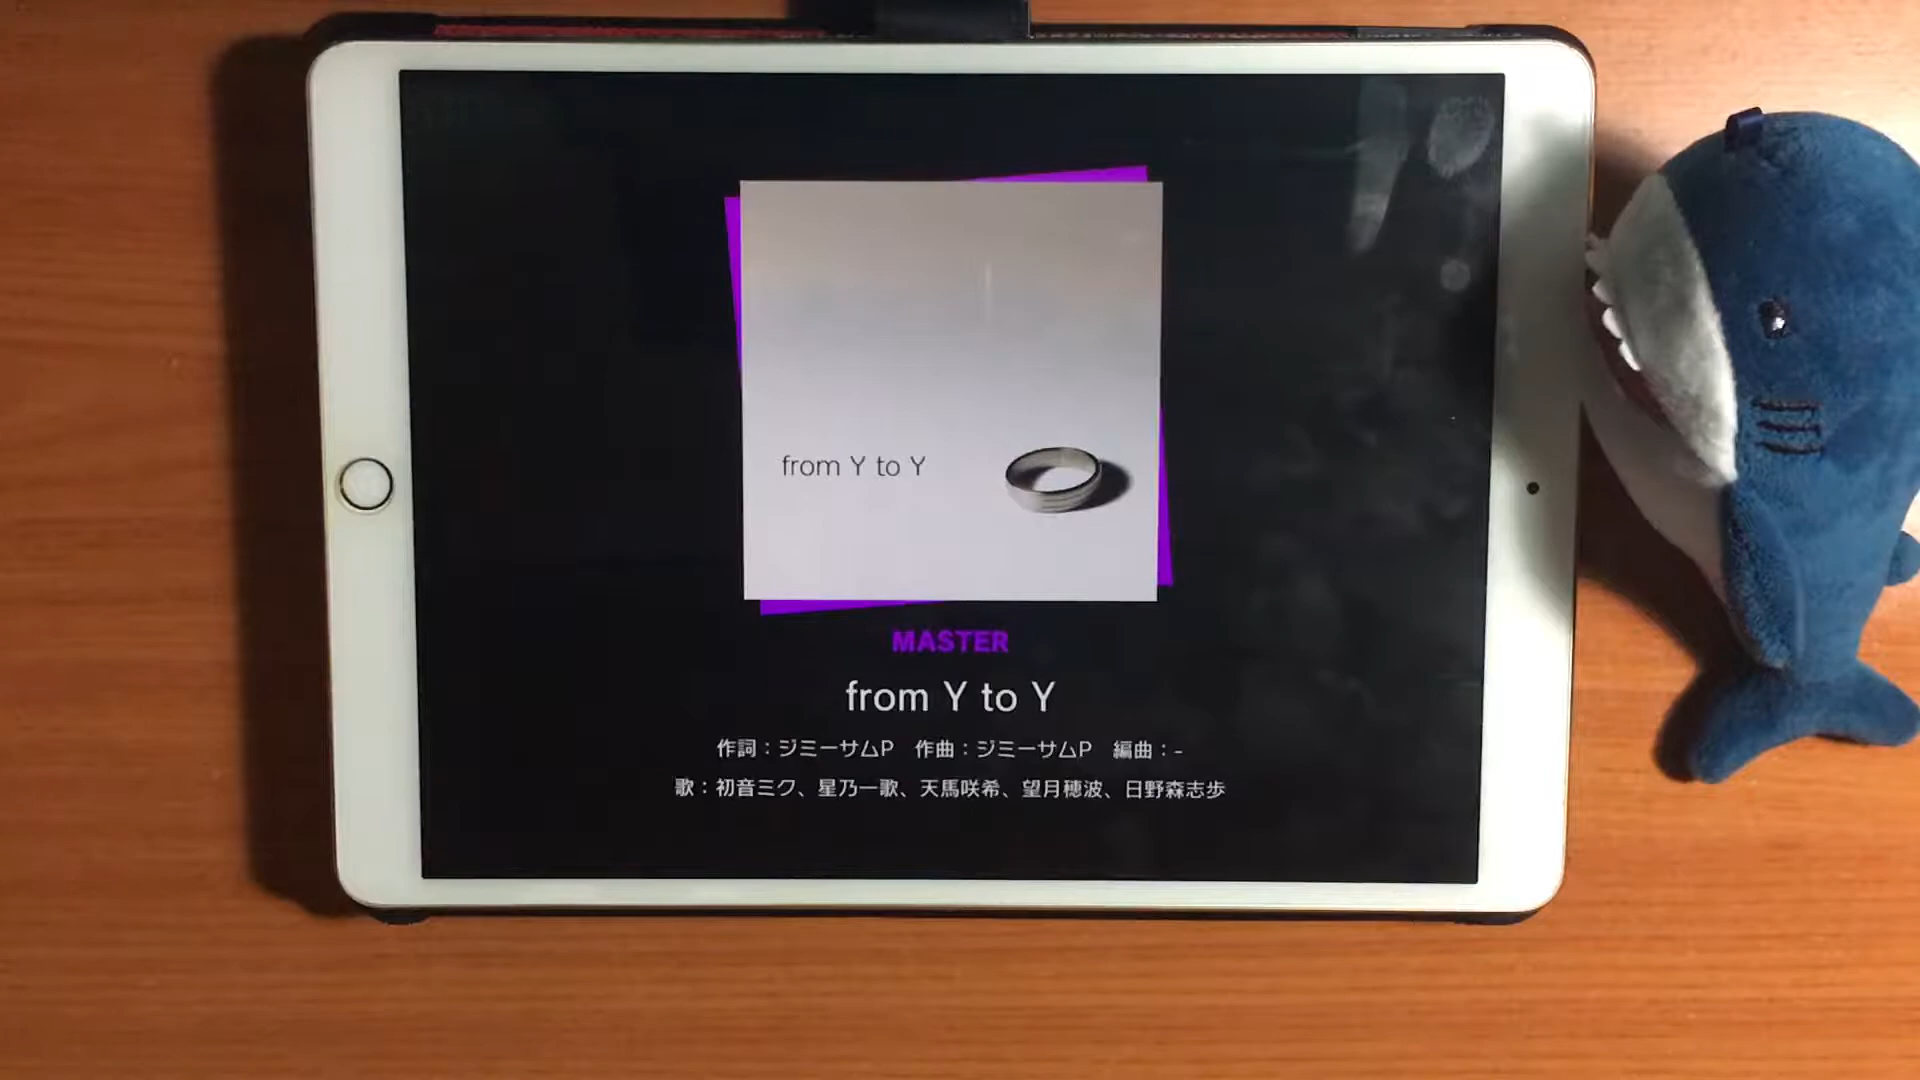 from Y to Y
MASTER
from Y to Y
作詞：ジミーサムP　作曲：ジミーサムP　編曲：-
歌：初音ミク、星乃一歌、天馬咲希、望月穂波、日野森志歩